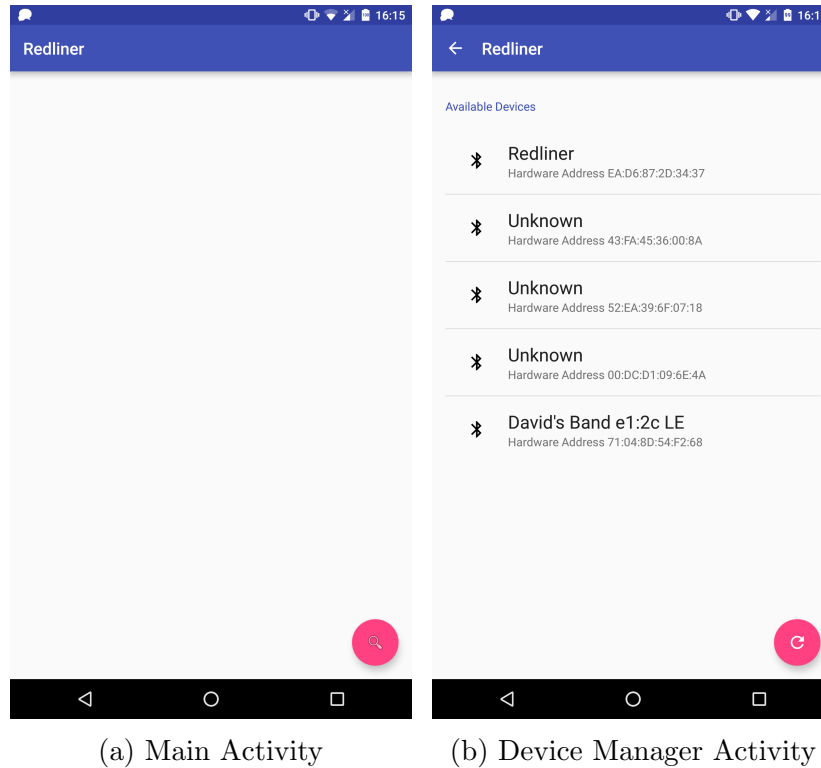 16:15
Redliner
(a) Main Activity
16:1
Redliner
Available Devices
Redliner
Hardware Address EA:D6:87:2D:34:37
Unknown
Hardware Address 43:FA:45:36:00:8A
Unknown
Hardware Address 52:EA:39:6F:07:18
Unknown
Hardware Address 00:DC:D1:09:6E:4A
David's Band e1:2c LE
Hardware Address 71:04:8D:54:F2:68
(b) Device Manager Activity